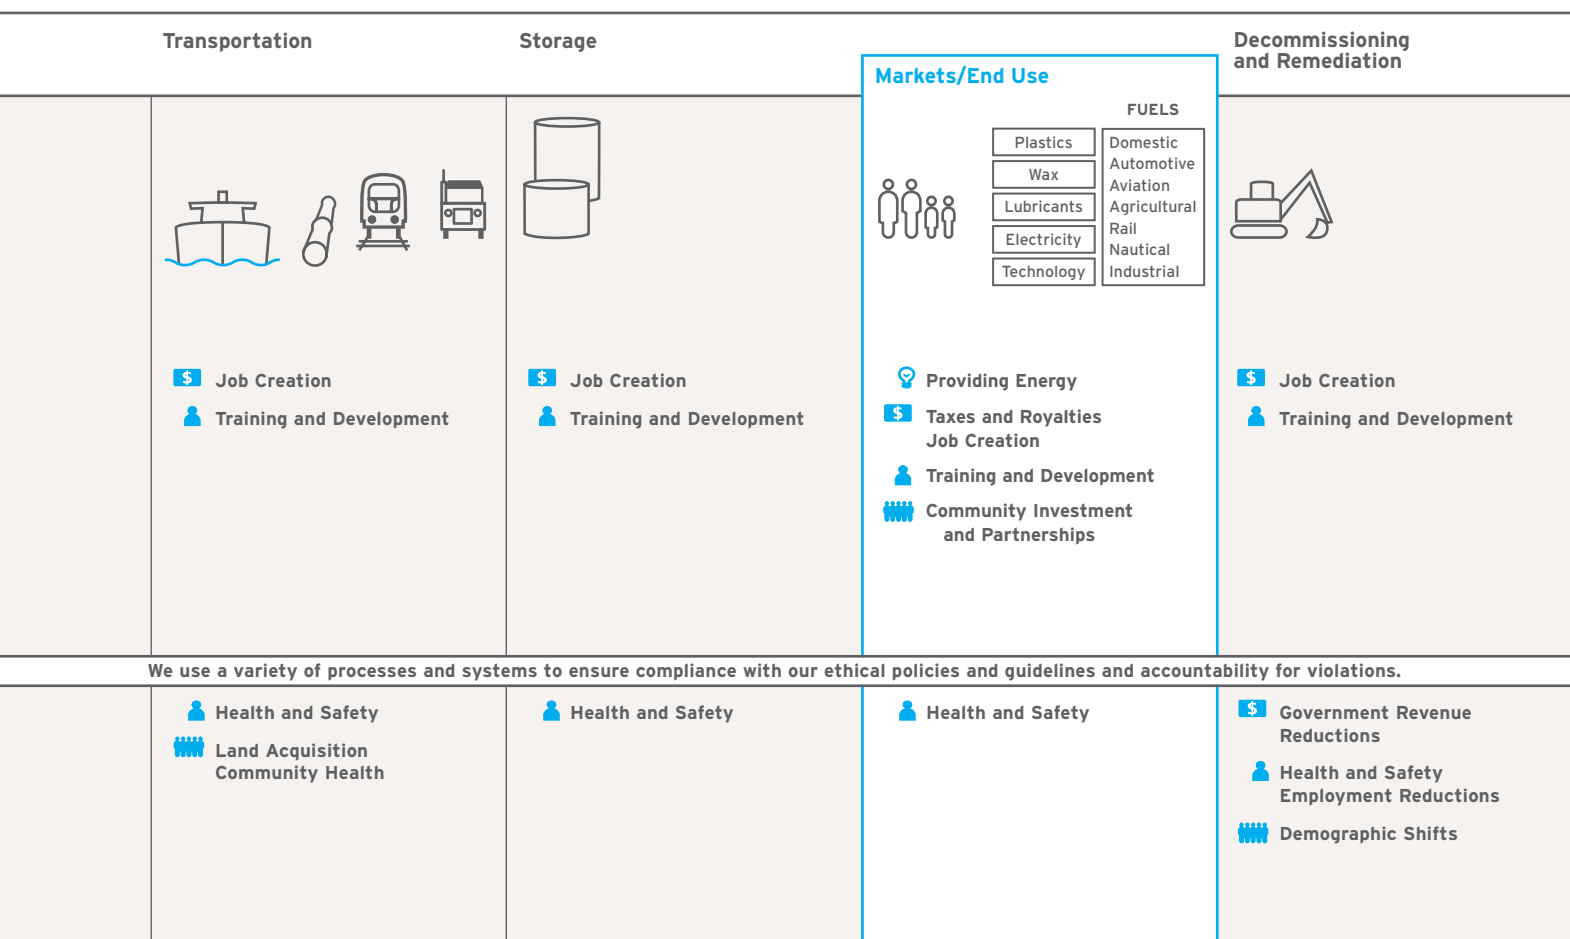 Transportation
Storage
Markets/End Use
Decommissioning
and Remediation
FUELS
Plastics
Wax
Lubricants
Electricity
Technology
Domestic
Automotive
Aviation
Agricultural
Rail
Nautical
Industrial
$ Job Creation
Training and Development
$ Job Creation
Training and Development
Providing Energy
$ Taxes and Royalties
Job Creation
Training and Development
Community Investment
and Partnerships
$ Job Creation
Training and Development
We use a variety of processes and systems to ensure compliance with our ethical policies and guidelines and accountability for violations.
Health and Safety
Land Acquisition
Community Health
Health and Safety
Health and Safety
$ Government Revenue
Reductions
Health and Safety
Employment Reductions
Demographic Shifts